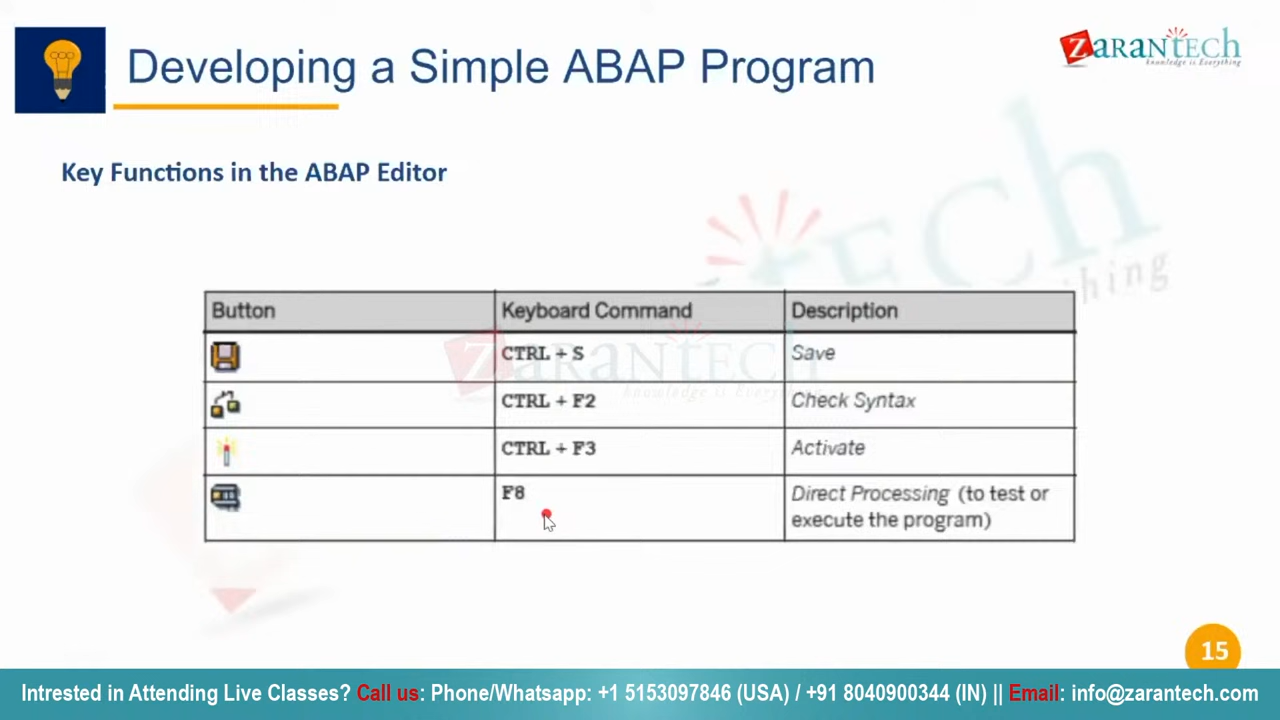 Developing a Simple ABAP Program
ZARANTECH
knowledge is Everything
Key Functions in the ABAP Editor
Button Keyboard Command Description
CTRL + S Save
CTRL + F2 Check Syntax
CTRL + F3 Activate
F8 Direct Processing (to test or
execute the program)
15
Intrested in Attending Live Classes? Call us: Phone/Whatsapp: +1 5153097846 (USA) / +91 8040900344 (IN) || Email: info@zarantech.com